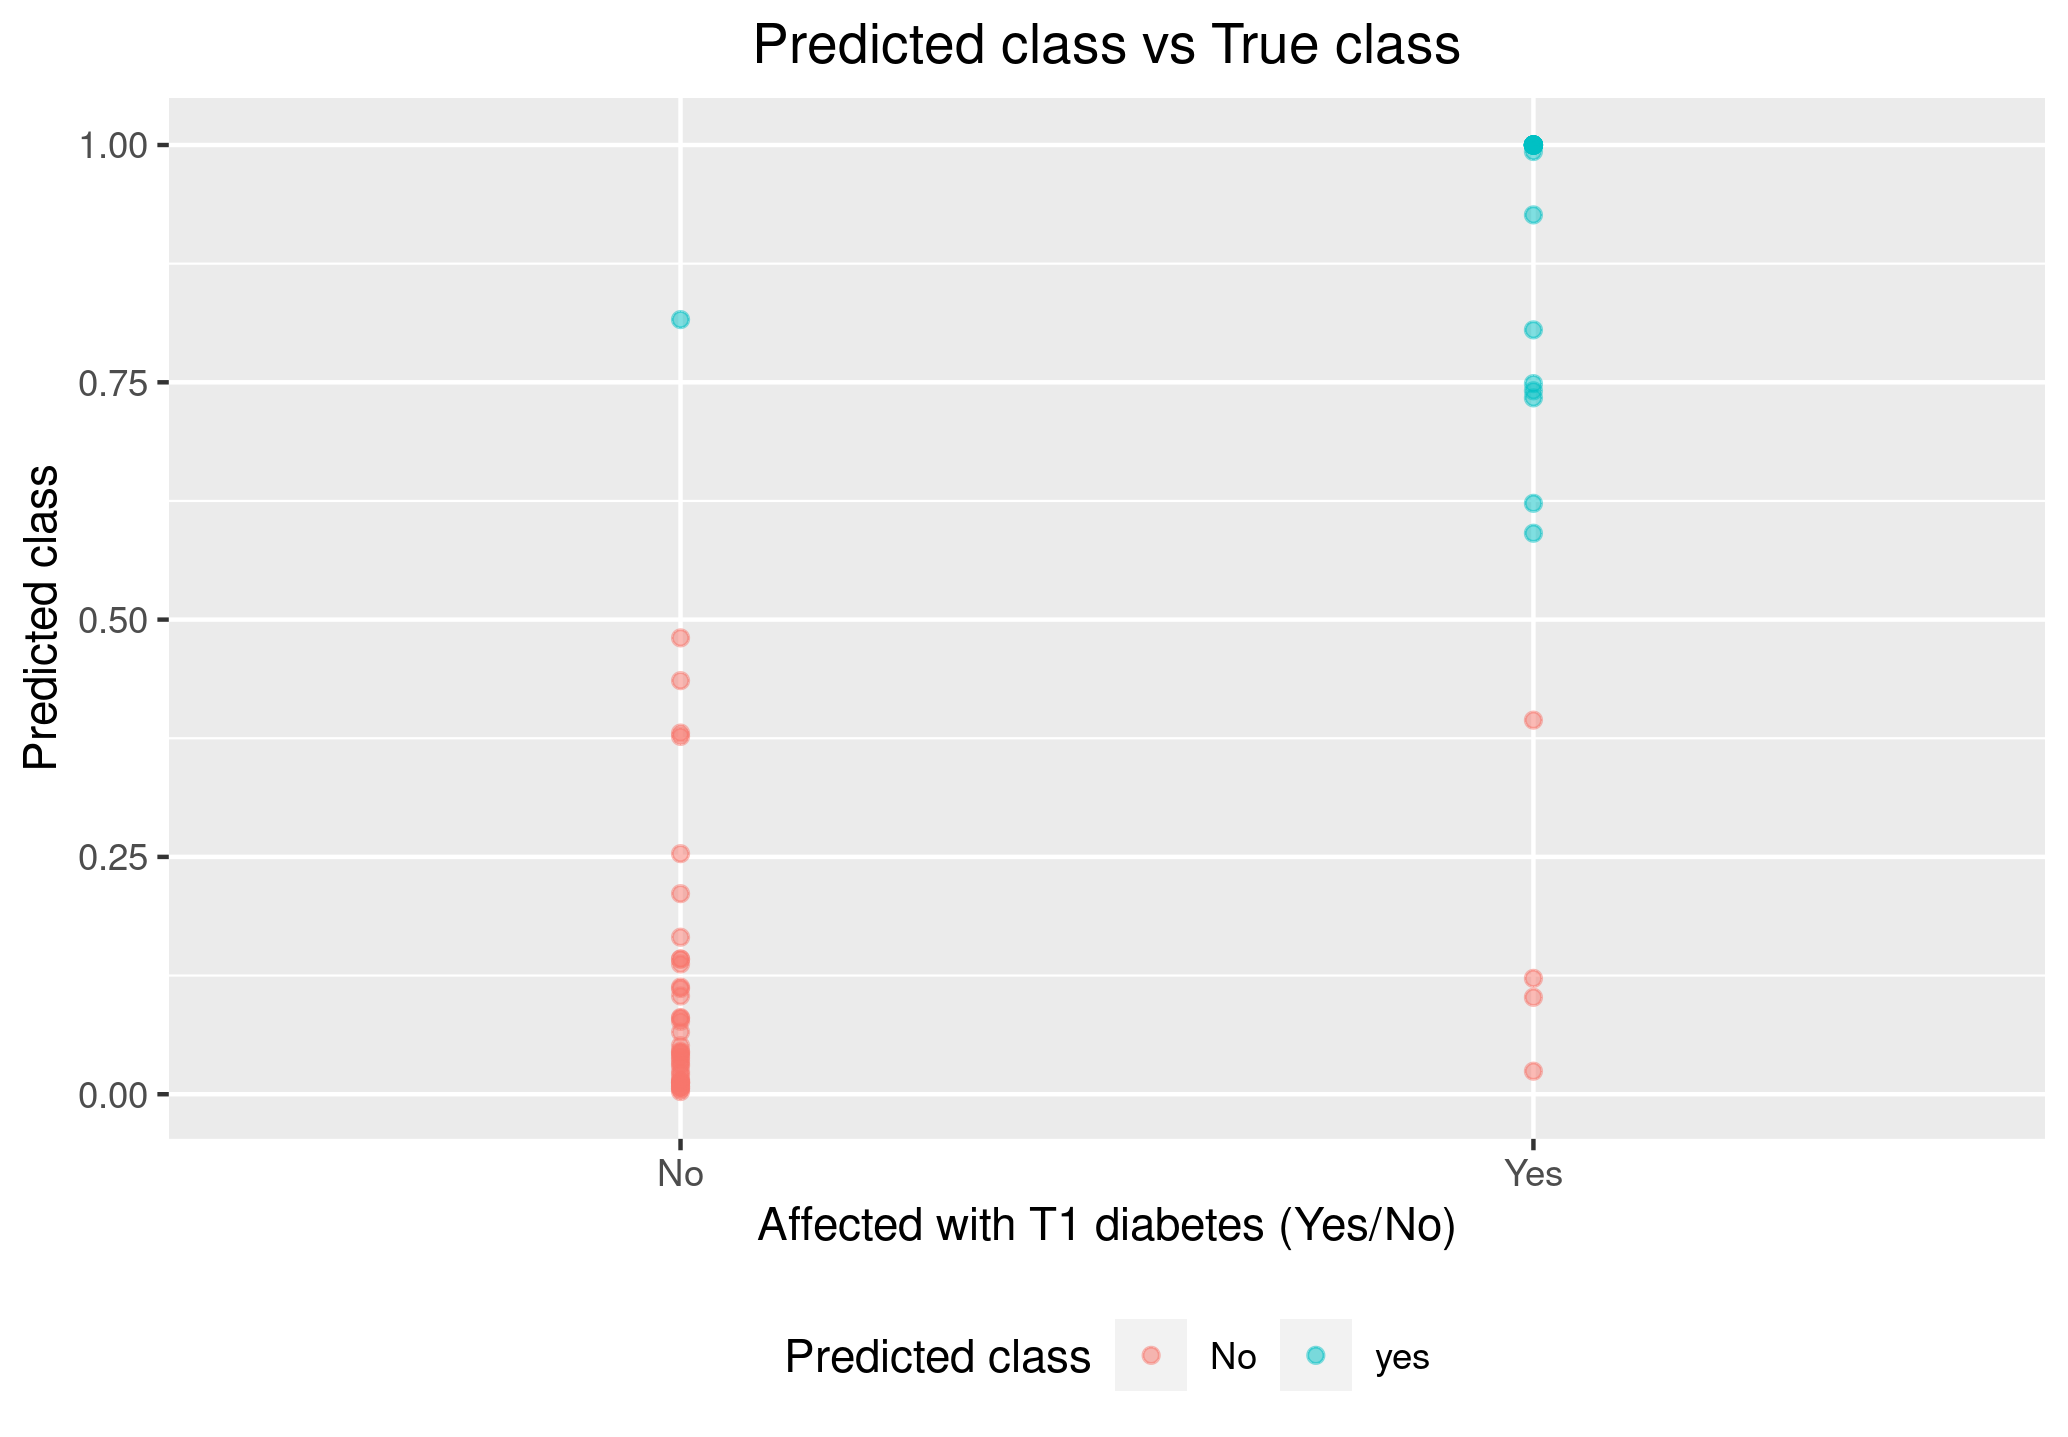 Predicted class vs True class
1.00
0.75
0.50
0.25
0.00
Predicted class
No
Yes
Affected with T1 diabetes (Yes/No)
Predicted class No yes